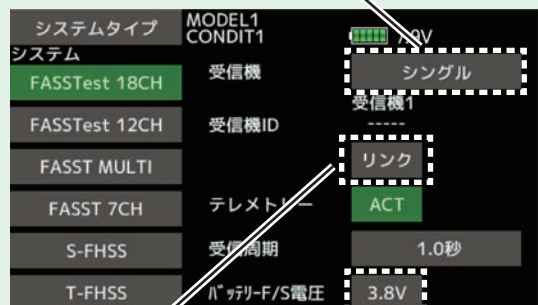 システムタイプ
MODEL1
CONDIT1
システム
FASSTest 18CH
受信機
シングル
受信機1
FASSTest 12CH
受信機ID
-----
FASST MULTI
リンク
FASST 7CH
テレメトリー
ACT
S-FHSS
受信周期
1.0秒
T-FHSS
バッテリーF/S電圧
3.8V